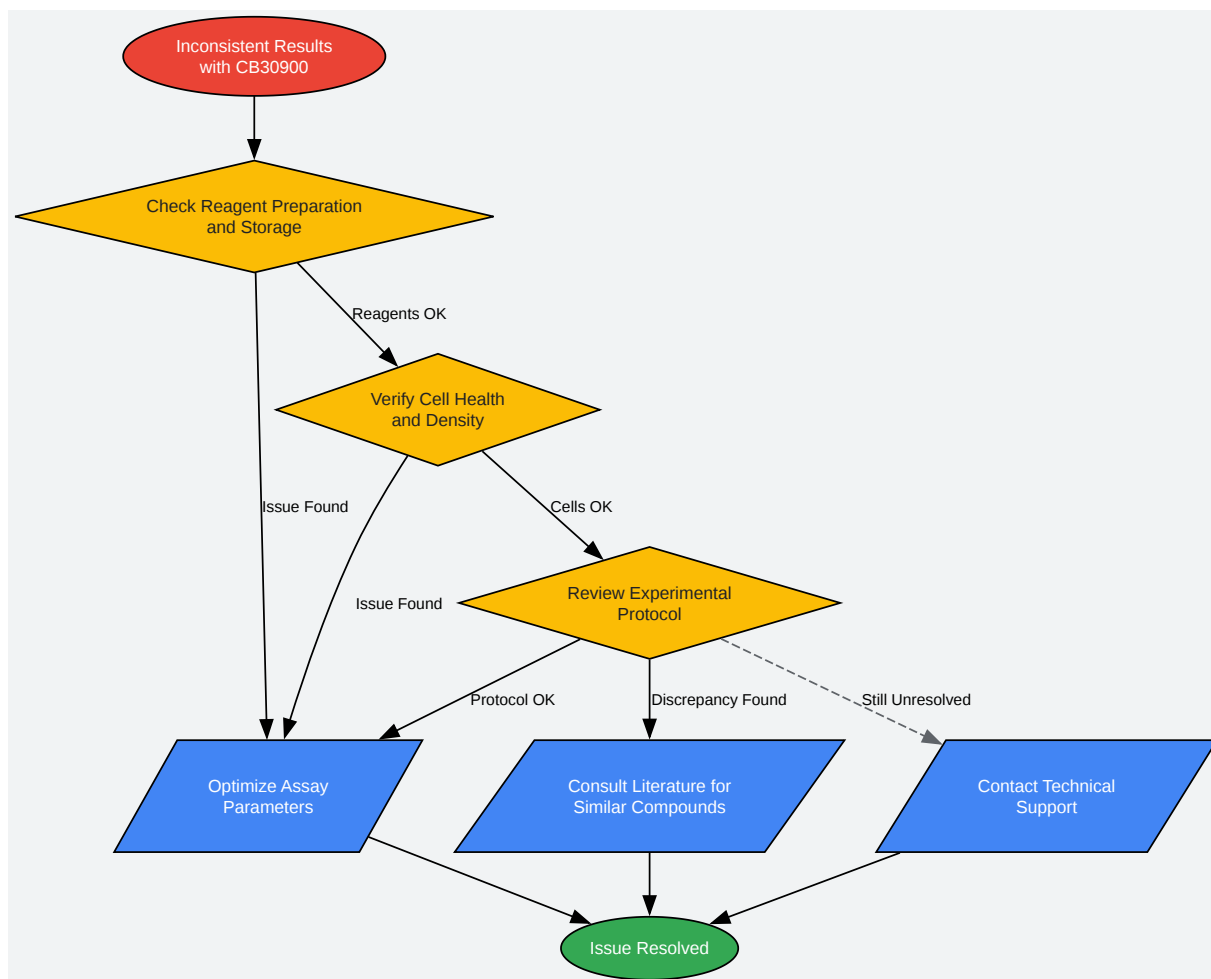 Inconsistent Results
with CB30900
Check Reagent Preparation
and Storage
Reagents OK
Verify Cell Health
and Density
Issue Found
Cells OK
Issue Found
Review Experimental
Protocol
Protocol OK
Discrepancy Found
Still Unresolved
Optimize Assay
Parameters
Consult Literature for
Similar Compounds
Contact Technical
Support
Issue Resolved